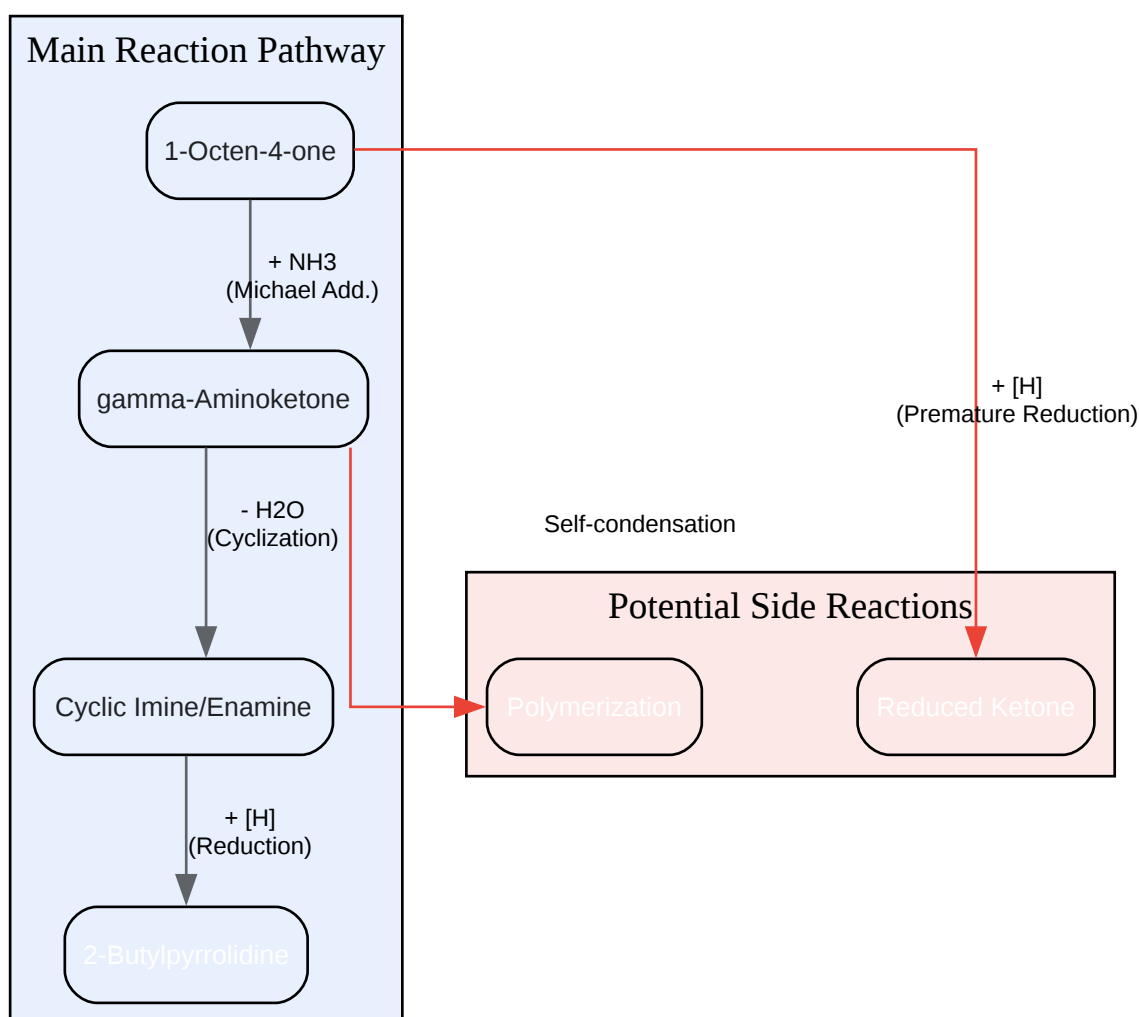 Main Reaction Pathway
1-Octen-4-one
+ NH3
(Michael Add.)
gamma-Aminoketone
+ [H]
(Premature Reduction)
- H2O
(Cyclization)
Self-condensation
Potential Side Reactions
Cyclic Imine/Enamine
Polymerization
Reduced Ketone
+ [H]
(Reduction)
2-Butylpyrrolidine